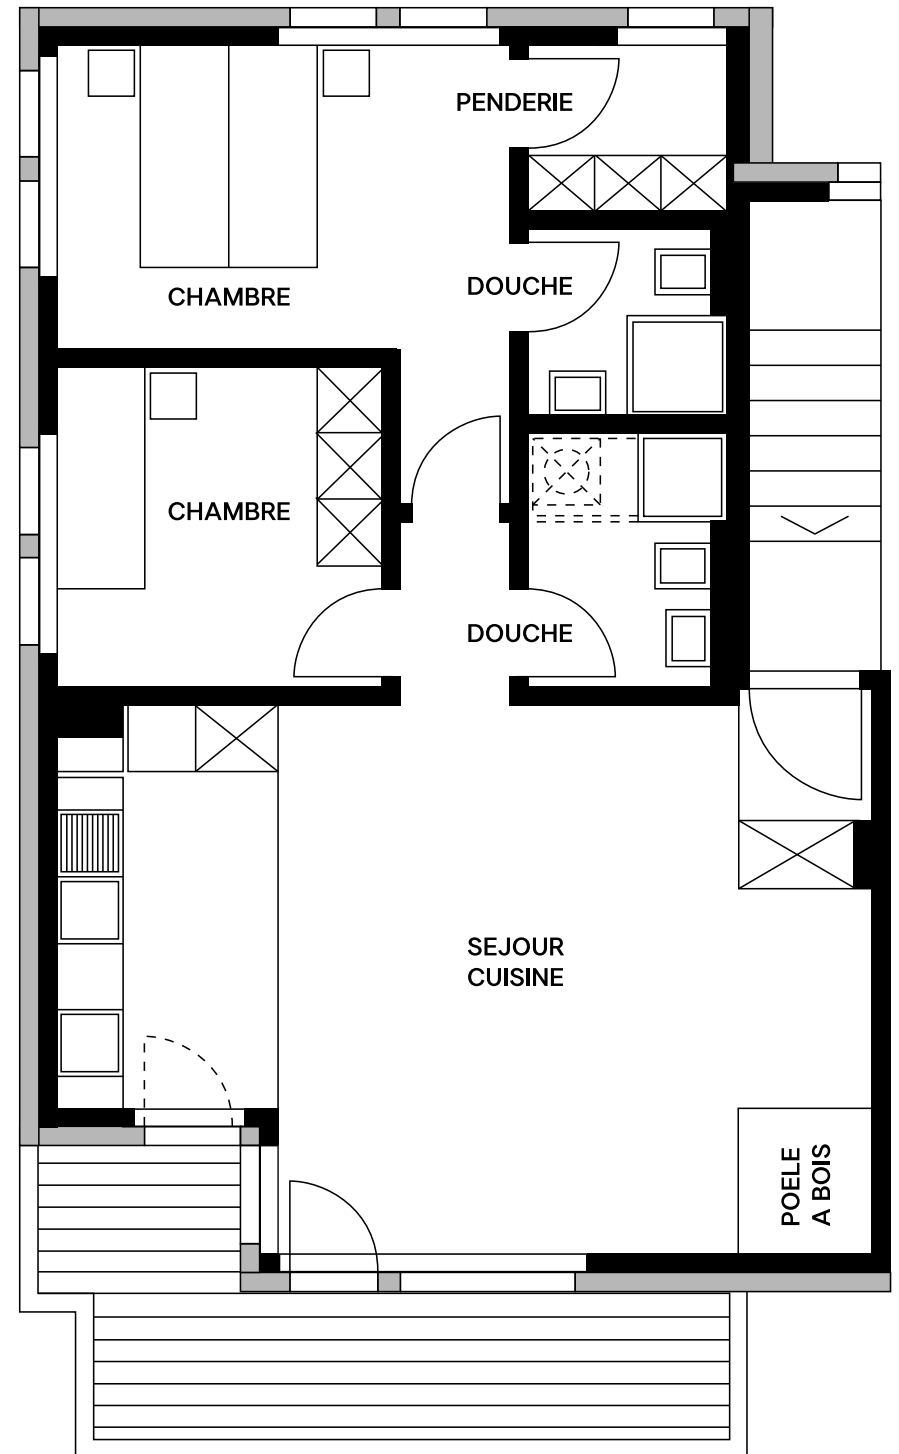 PENDERIE
CHAMBRE
DOUCHE
CHAMBRE
DOUCHE
SEJOUR
CUISINE
POELE
A BOIS